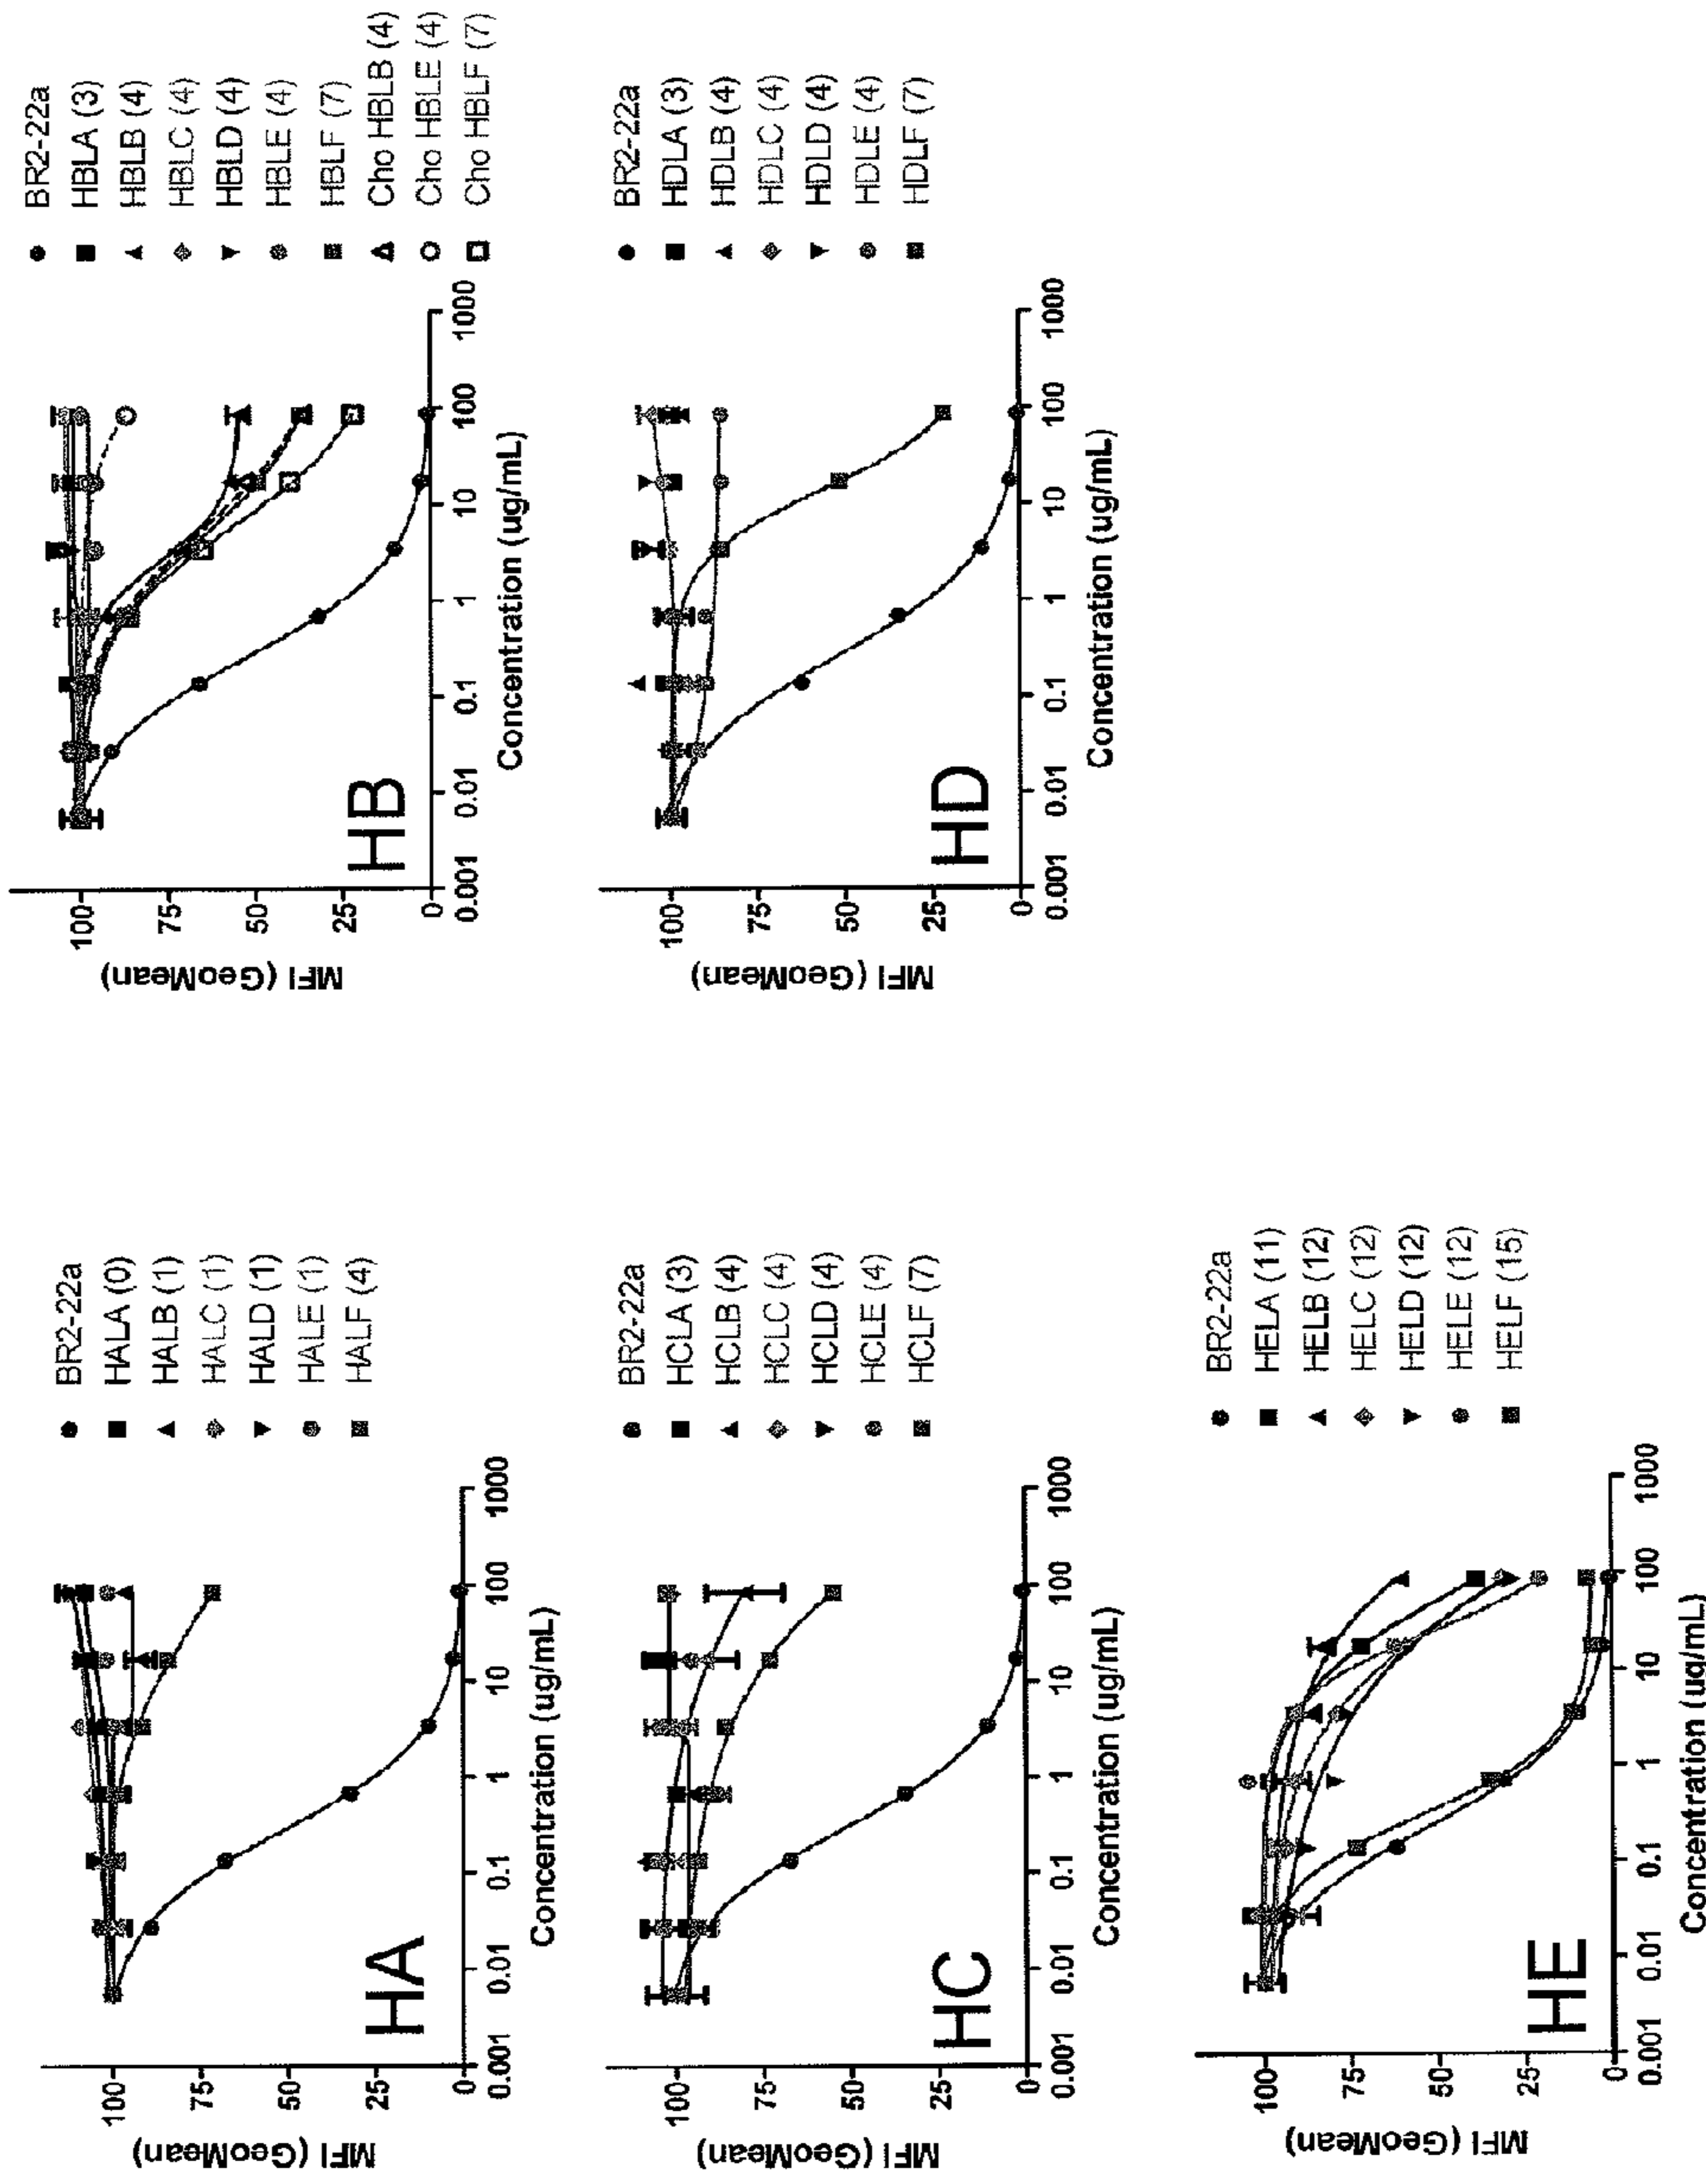 BR2-22a
HALA (0)
HALB (1)
HALC (1)
HALD (1)
HALE (1)
HALF (4)
MFI (GeoMean)
100
75
50
25
0
HA
0.001
0.01
0.1
1
10
100
1000
Concentration (ug/mL)
BR2-22a
HBLA (3)
HBLB (4)
HBLC (4)
HBLD (4)
HBLE (4)
HBLF (7)
Cho HBLB (4)
Cho HBLE (4)
Cho HBLF (7)
MFI (GeoMean)
100
75
50
25
0
HB
0.001
0.01
0.1
1
10
100
1000
Concentration (ug/mL)
BR2-22a
HCLA (3)
HCLB (4)
HCLC (4)
HCLD (4)
HCLE (4)
HCLF (7)
MFI (GeoMean)
100
75
50
25
0
HC
0.001
0.01
0.1
1
10
100
1000
Concentration (ug/mL)
BR2-22a
HDLA (3)
HDLB (4)
HDLC (4)
HDLD (4)
HDLE (4)
HDLF (7)
MFI (GeoMean)
100
75
50
25
0
HD
0.001
0.01
0.1
1
10
100
1000
Concentration (ug/mL)
BR2-22a
HELA (11)
HELB (12)
HELC (12)
HELD (12)
HELE (12)
HELF (15)
MFI (GeoMean)
100
75
50
25
0
HE
0.001
0.01
0.1
1
10
100
1000
Concentration (ug/mL)